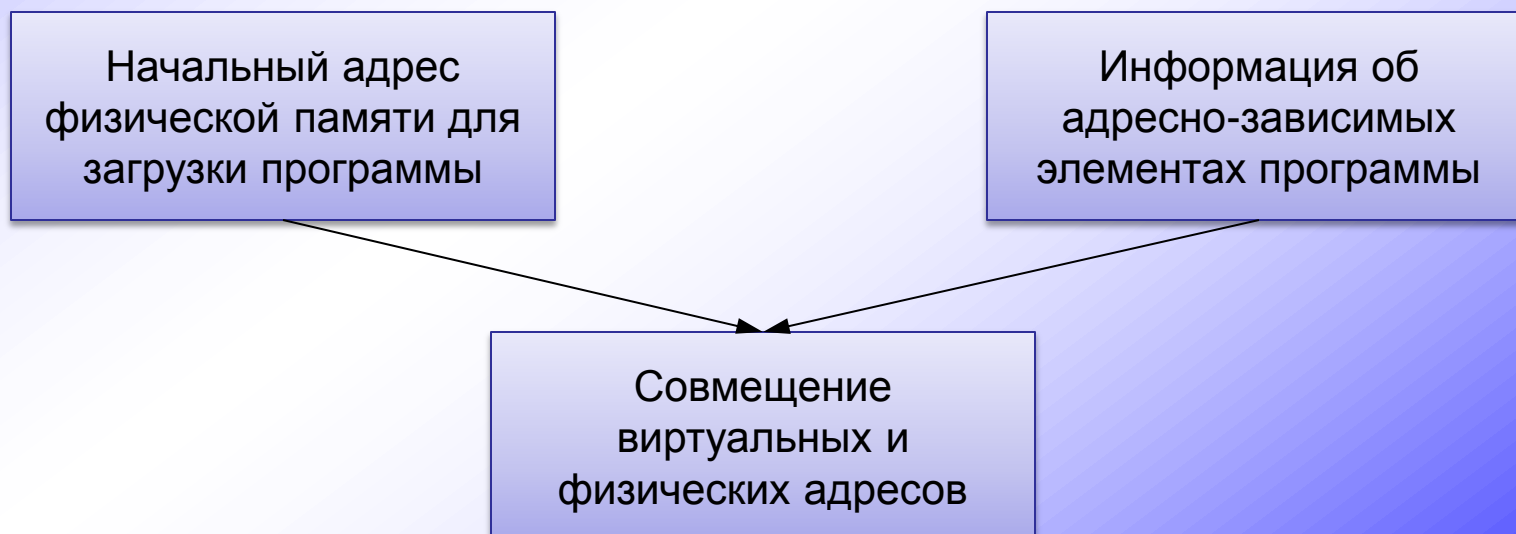 Начальный адрес
физической памяти для
загрузки программы
Информация об
адресно-зависимых
элементах программы
Совмещение
виртуальных и
физических адресов